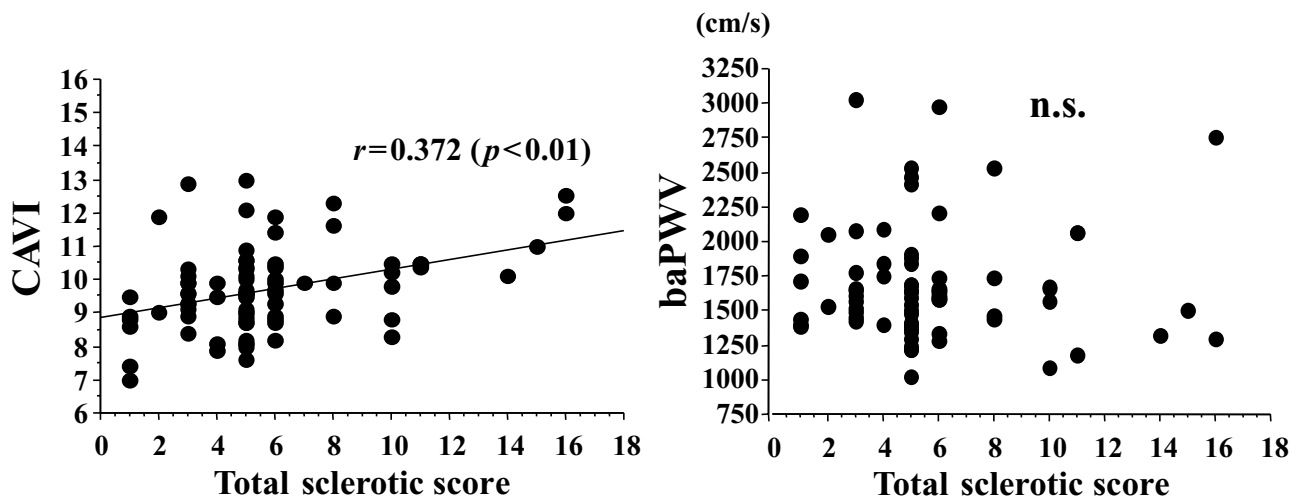 16
15
14
13
12
11
10
9
8
7
6
CAVI
r=0.372 (p<0.01)
0 2 4 6 8 10 12 14 16 18
Total sclerotic score
(cm/s)
3250
3000
2750
2500
2250
2000
1750
1500
1250
1000
750
baPWV
n.s.
0 2 4 6 8 10 12 14 16 18
Total sclerotic score